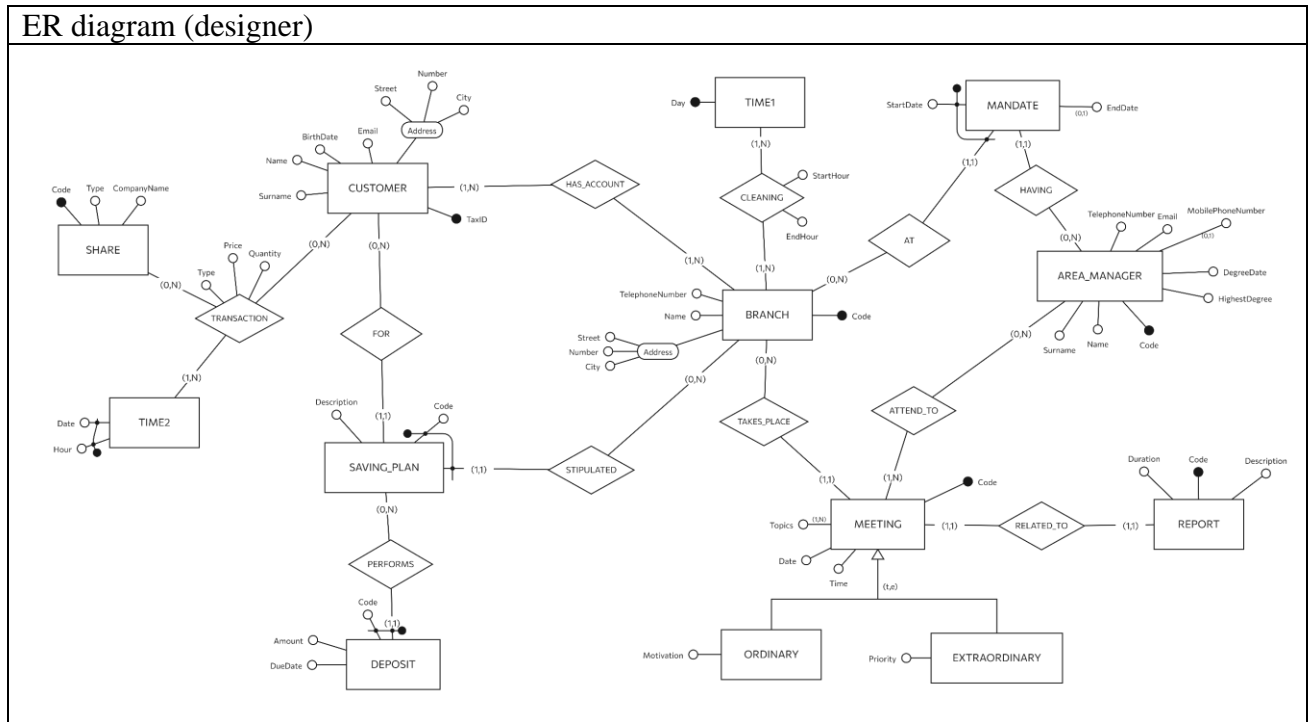 ER diagram (designer)
Number
Street
City
Address
BirthDate
Email
Name
Surname
CUSTOMER
TaxID
(1,N)
(0,N)
(0,N)
HAS_ACCOUNT
(1,N)
Code
Type
CompanyName
SHARE
(0,N)
Price
Quantity
Type
TRANSACTION
(1,N)
TIME2
Date
Hour
FOR
(1,1)
Description
Code
SAVING_PLAN
(1,1)
STIPULATED
(0,N)
(0,N)
PERFORMS
(1,1)
Code
Amount
DueDate
DEPOSIT
Day
TIME1
(1,N)
CLEANING
StartHour
EndHour
(1,N)
TelephoneNumber
Name
Street
Number
City
Address
BRANCH
Code
(0,N)
AT
(1,1)
StartDate
MANDATE
(0,1)
EndDate
(1,1)
HAVING
(0,N)
TelephoneNumber
Email
MobilePhoneNumber
(0,1)
AREA_MANAGER
DegreeDate
HighestDegree
Surname
Name
Code
(0,N)
ATTEND_TO
(1,N)
(0,N)
TAKES_PLACE
(1,1)
Code
Topics
(1,N)
MEETING
Date
Time
(1,1)
RELATED_TO
(1,1)
Duration
Code
Description
REPORT
(t,e)
Motivation
ORDINARY
Priority
EXTRAORDINARY